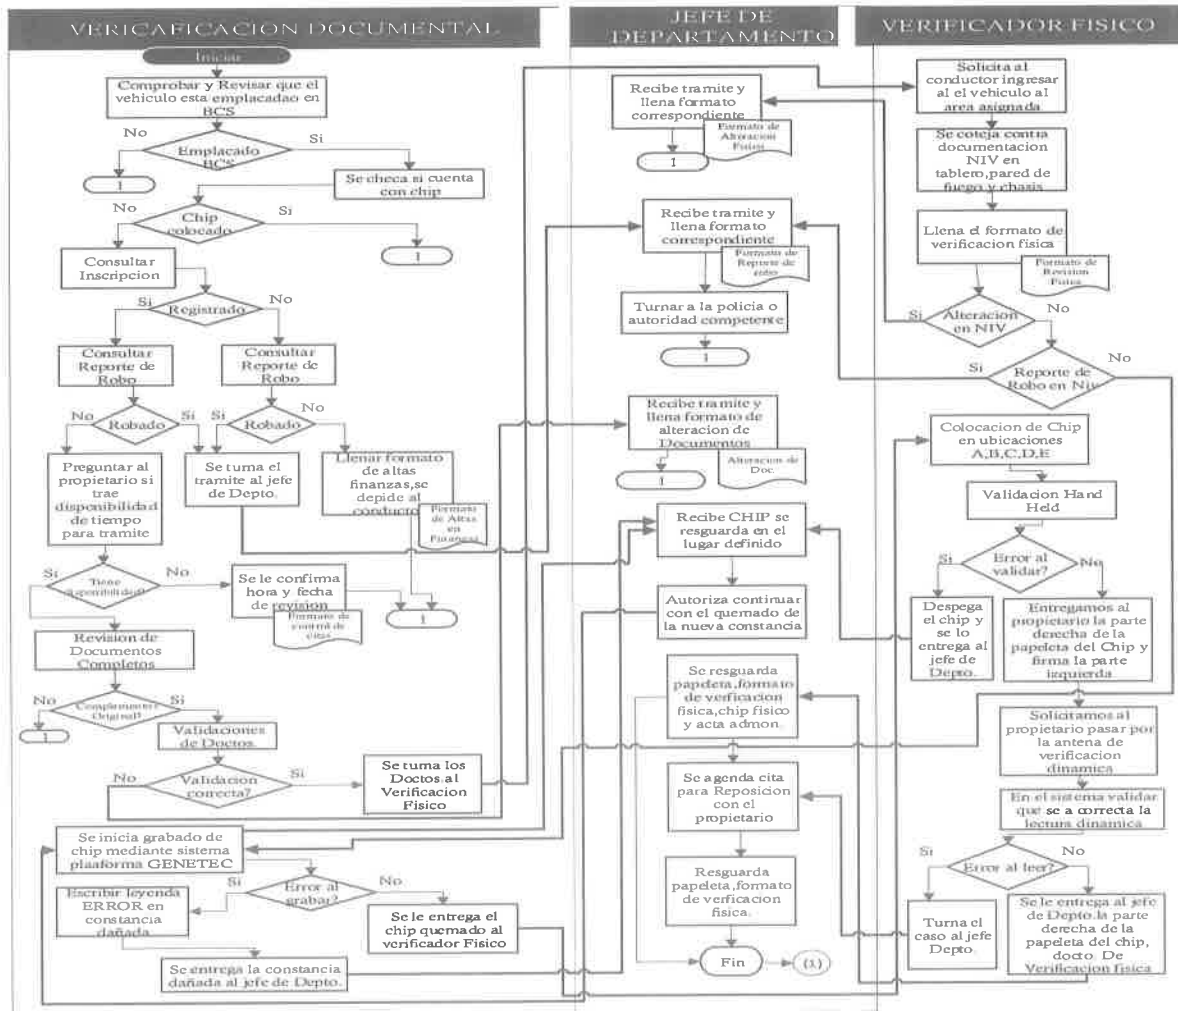 VERICAFICACION DOCUMENTAL
Iniciar
Comprobar y Revisar que el
vehiculo esta emplacadao en
BCS
No
Si
Emplacado
BCS
1
Se checa si cuenta
con chip
No
Si
Chip
colocado
1
Consultar
Inscripcion
Si
No
Registrado
Consultar
Reporte de
Robo
Consultar
Reporte de
Robo
No
Si
Robado
Si
No
Robado
Preguntar al
propietario si
trae
disponibilidad
de tiempo
para tramite
Se turna el
tramite al jefe
de Depto.
Llenar formato
de altas
finanzas,se
depide al
conducto
Formato
de Altas
en
Finanzas
Si
No
Tiene
disponibilidad?
Se le confirma
hora y fecha
de revision
Formato de
control de
citas
1
Revision de
Documentos
Completos
No
Si
Original?
1
Validaciones
de Doctos.
No
Si
Validacion
correcta?
Se turna los
Doctos.al
Verificador
Fisico
Se inicia grabado de
chip mediante sistema
plaaforma GENETEC
Si
No
Error al
grabar?
Escribir leyenda
ERROR en
constancia
dañada
Se le entrega el
chip quemado al
verificador Fisico
Se entrega la constancia
dañada al jefe de Depto.
JEFE DE
DEPARTAMENTO
Recibe tramite y
llena formato
correspondiente
Formato de
Alteracion
Fisica
1
Recibe tramite y
llena formato
correspondiente
Formato de
Reporte de
robo
Turnar a la policia o
autoridad competente
1
Recibe tramite y
llena formato de
alteracion de
Documentos
Alteracion de
Doc.
1
Recibe CHIP se
resguarda en el
lugar definido
Autoriza continuar
con el quemado de
la nueva constancia
Se resguarda
papeleta,formato
de verficacion
fisica,chip fisico
y acta admon.
Se agenda cita
para Reposicion
con el
propietario
Resguarda
papeleta,formato
de verficacion
fisica.
Fin
(1)
VERIFICADOR FISICO
Solicita al
conductor ingresar
al el vehiculo al
area asignada
Se coteja contra
documentacion
NIV en
tablero,pared de
fuego y chasis
Llena el formato de
verificacion fisica
Formato de
Revision
Fisica
Si
No
Alteracion
en NIV
Si
No
Reporte de
Robo en Niv
Colocacion de Chip
en ubicaciones
A,B,C,D,E
Validacion Hand
Held
Si
No
Error al
validar?
Despega
el chip y
se lo
entrega al
jefe de
Depto.
Entregamos al
propietario la parte
derecha de la
papeleta del Chip y
firma la parte
izquierda
Solicitamos al
propietario pasar por
la antena de
verificacion
dinamica
En el sistema validar
que se a correcta la
lectura dinamica
Si
No
Error al leer?
Turna el
caso al jefe
Depto.
Se le entrega al jefe
de Depto.la parte
derecha de la
papeleta del chip,
docto. De
Verificacion fisica